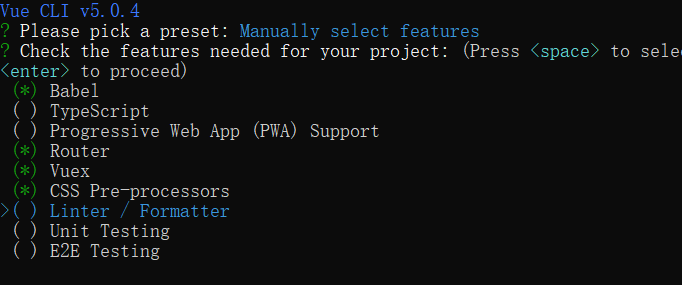 Vue CLI v5.0.4
? Please pick a preset: Manually select features
? Check the features needed for your project: (Press <space> to sele
<enter> to proceed)
(*) Babel
( ) TypeScript
( ) Progressive Web App (PWA) Support
(*) Router
(*) Vuex
(*) CSS Pre-processors
>( ) Linter / Formatter
( ) Unit Testing
( ) E2E Testing